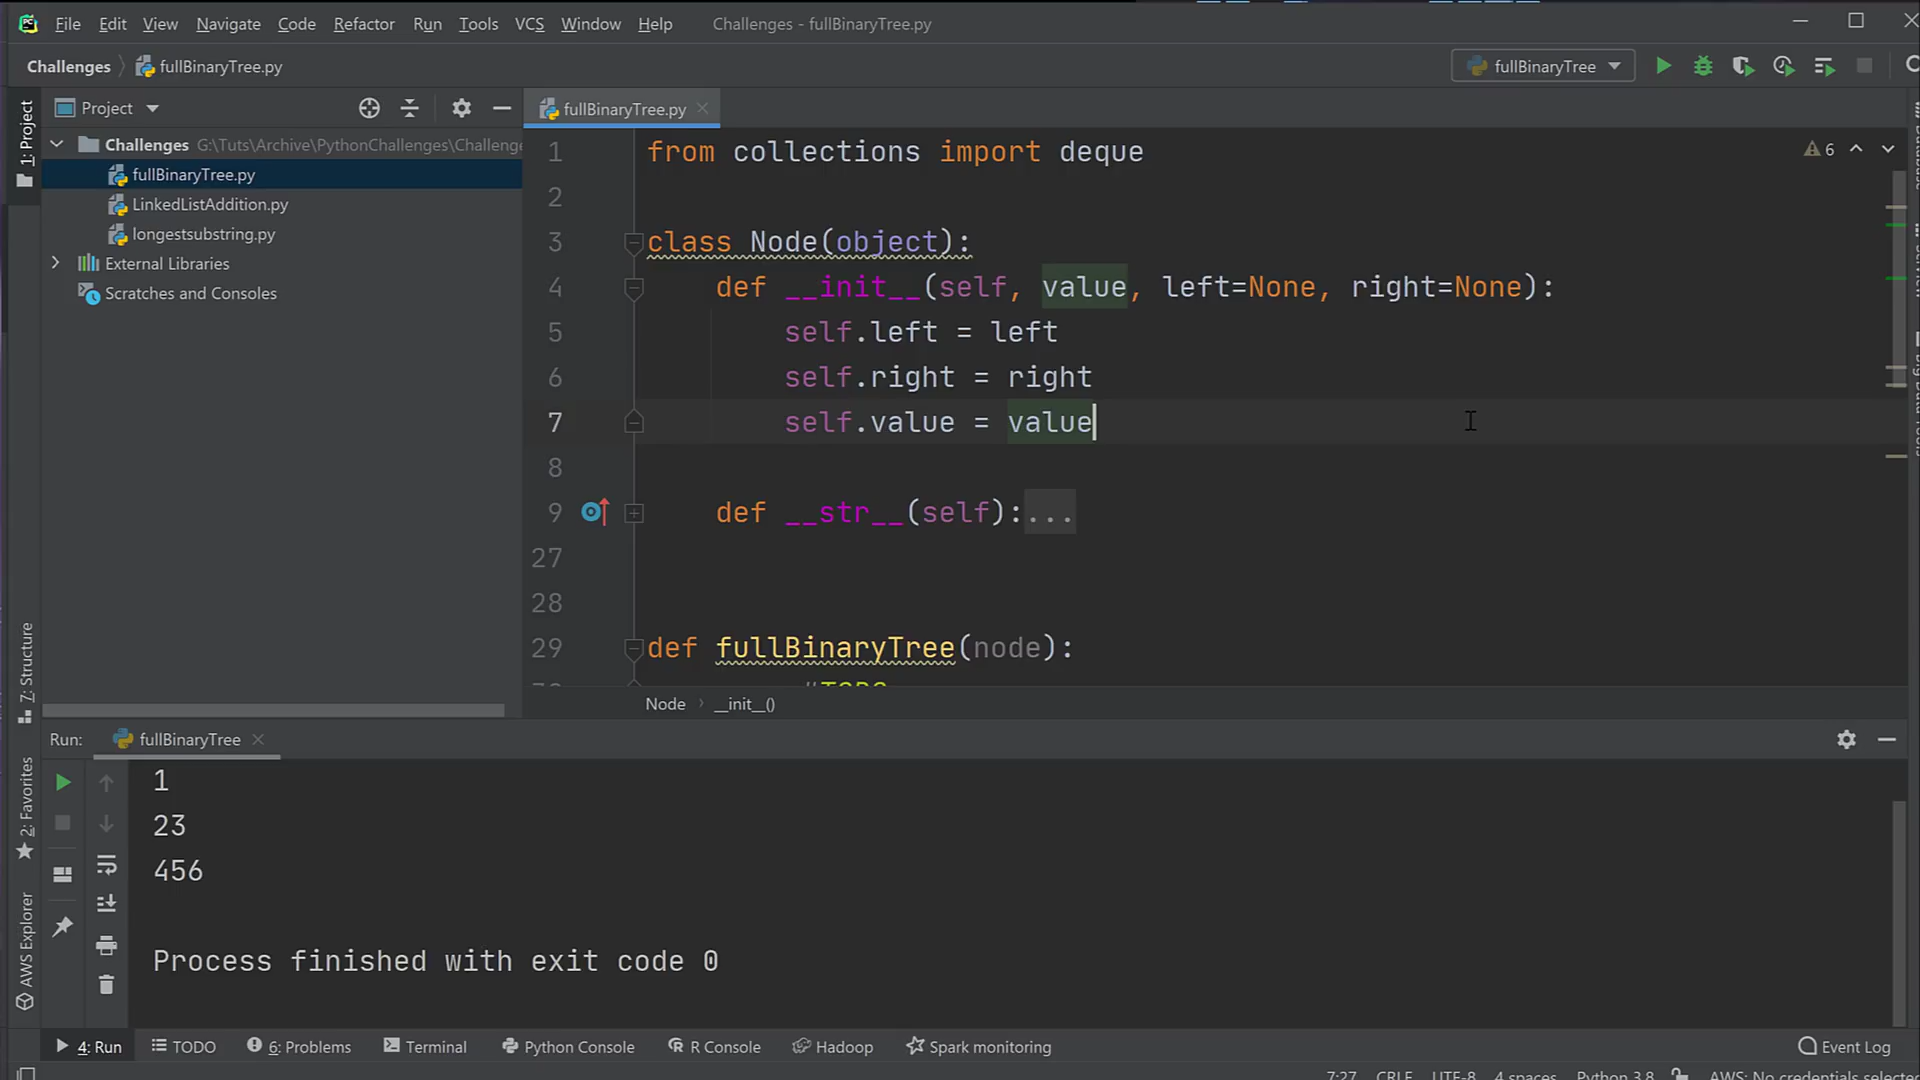 File Edit View Navigate Code Refactor Run Tools VCS Window Help Challenges - fullBinaryTree.py
Challenges fullBinaryTree.py fullBinaryTree
Project fullBinaryTree.py
1: Project
Challenges G:\Tuts\Archive\PythonChallenges\Challenge
fullBinaryTree.py
LinkedListAddition.py
longestsubstring.py
External Libraries
Scratches and Consoles
6
1 from collections import deque
2
3 class Node(object):
4 def __init__(self, value, left=None, right=None):
5 self.left = left
6 self.right = right
7 self.value = value
8
9 def __str__(self):...
27
28
29 def fullBinaryTree(node):
#TODO
Node › __init__()
7: Structure
2: Favorites
AWS Explorer
Run: fullBinaryTree
1
23
456
Process finished with exit code 0
4: Run TODO 6: Problems Terminal Python Console R Console Hadoop Spark monitoring Event Log
7:27 CRLF UTF-8 4 spaces Python 3.8 AWS: No credentials selected